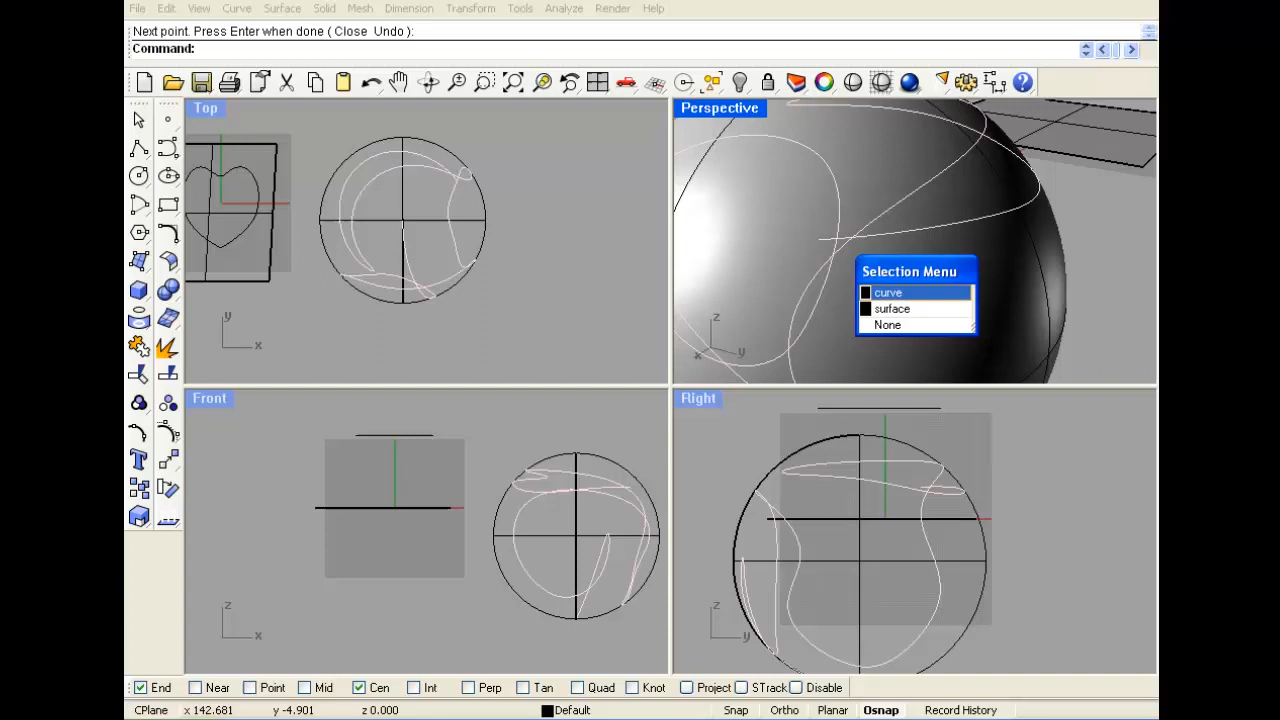 File Edit View Curve Surface Solid Mesh Dimension Transform Tools Analyze Render Help
Next point. Press Enter when done ( Close Undo ):
Command:
Top
Perspective
y
x
z
x
y
Selection Menu
curve
surface
None
Front
Right
z
x
z
y
End Near Point Mid Cen Int Perp Tan Quad Knot Project STrack Disable
CPlane x 142.681 y -4.901 z 0.000 Default Snap Ortho Planar Osnap Record History